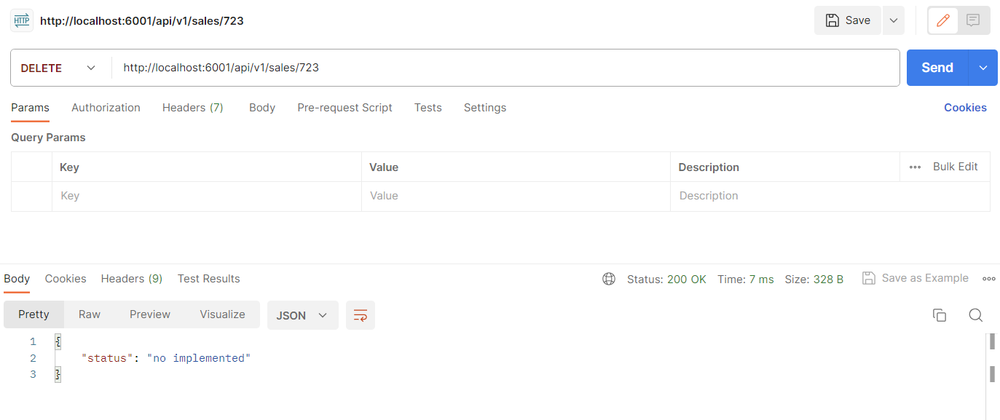 HTTP http://localhost:6001/api/v1/sales/723 Save
DELETE http://localhost:6001/api/v1/sales/723 Send
Params Authorization Headers (7) Body Pre-request Script Tests Settings Cookies
Query Params
Key Value Description Bulk Edit
Key Value Description
Body Cookies Headers (9) Test Results Status: 200 OK Time: 7 ms Size: 328 B Save as Example
Pretty Raw Preview Visualize JSON
1 {
2 "status": "no implemented"
3 }